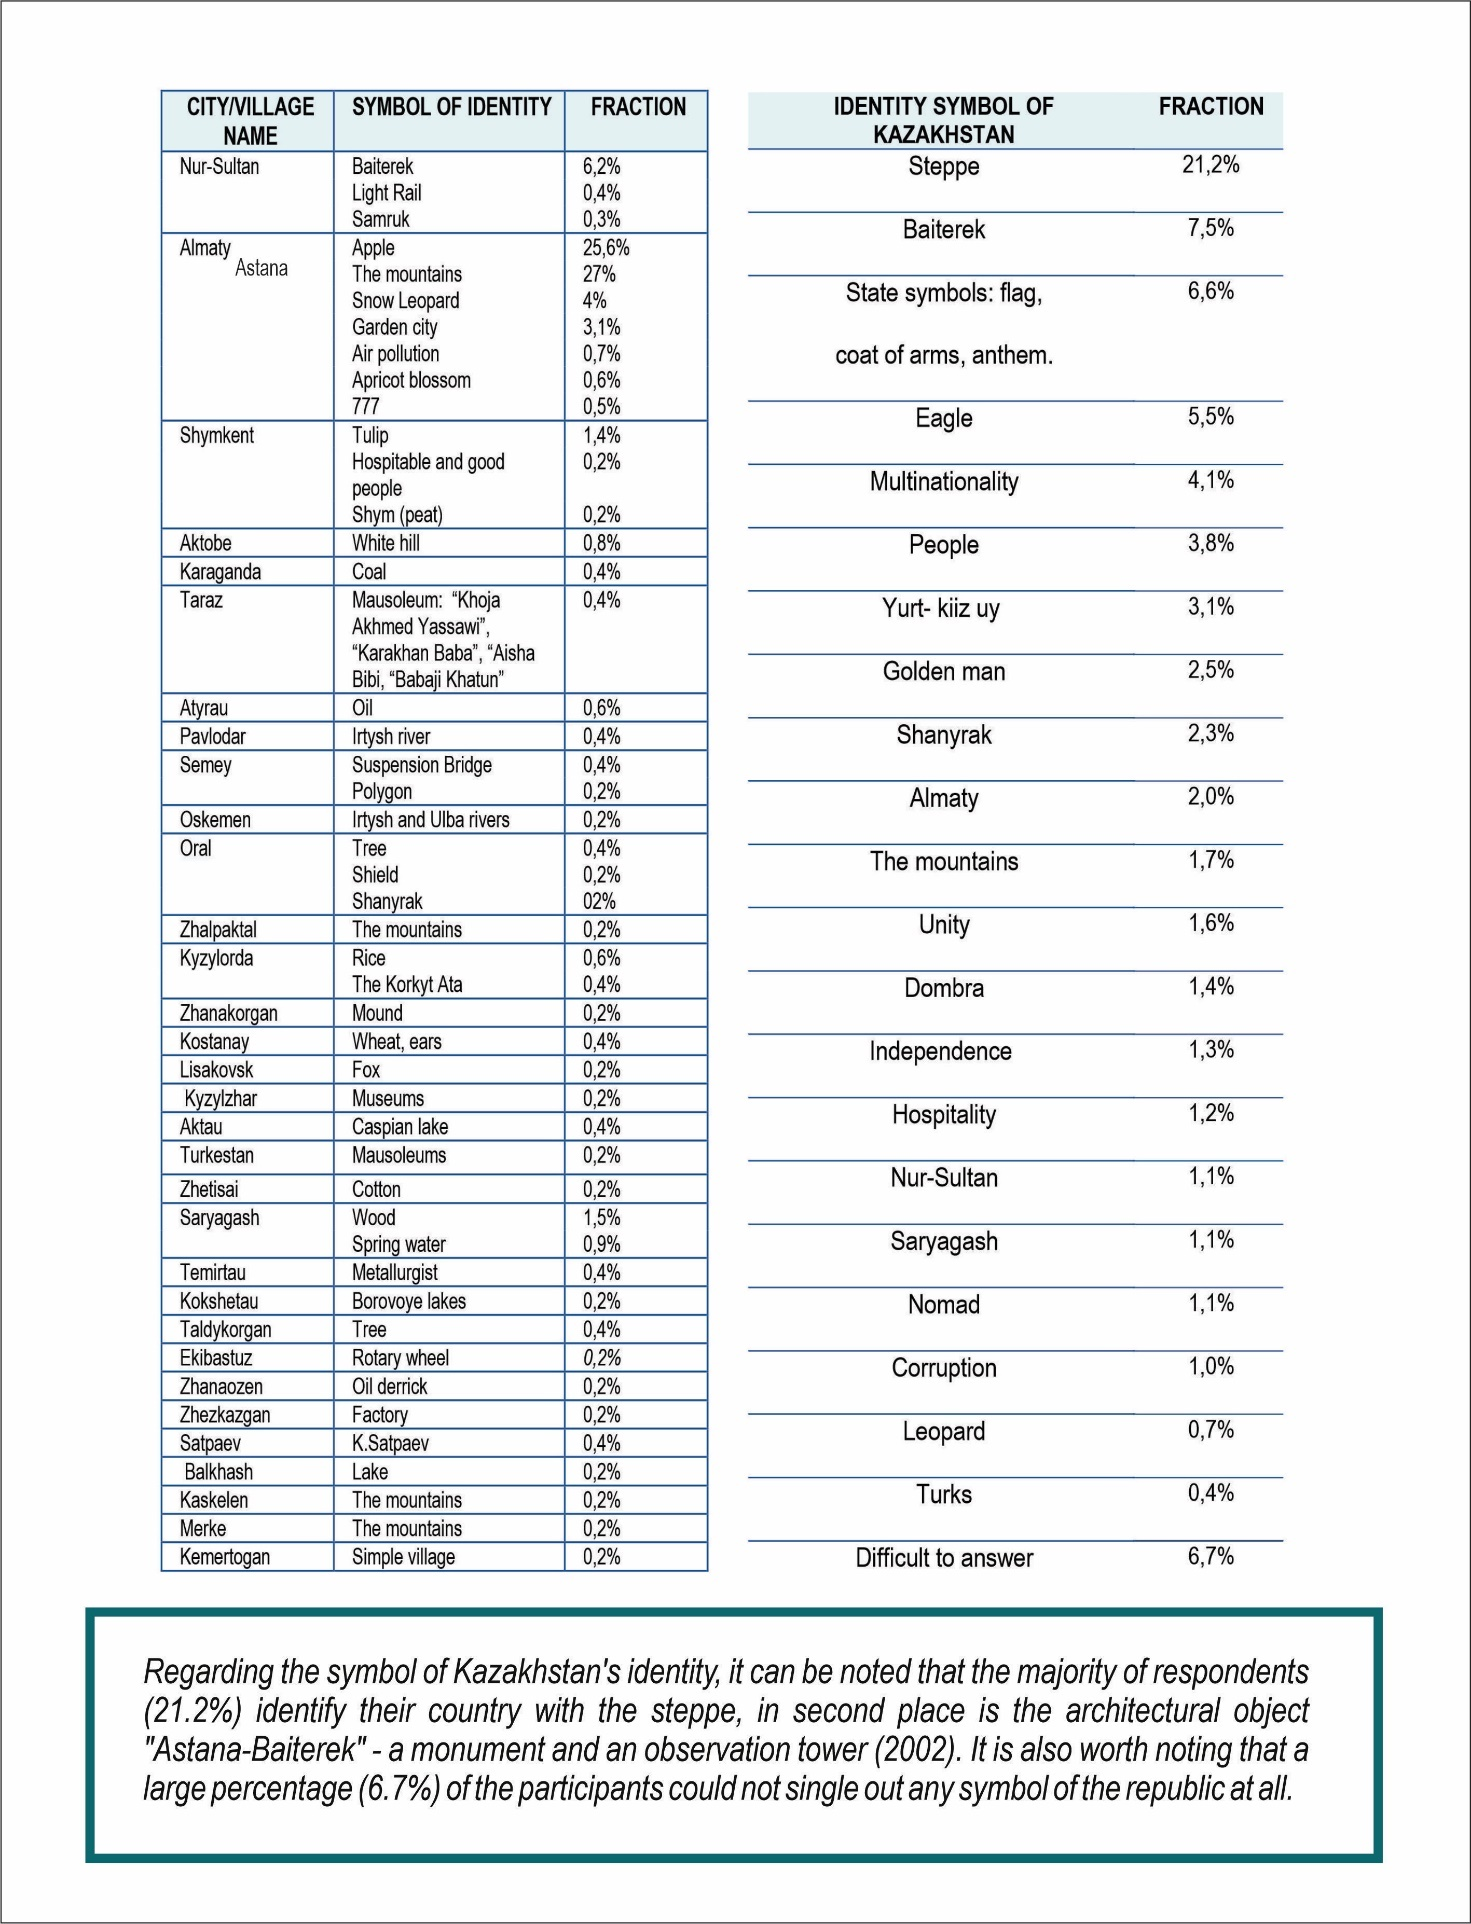 CITY/VILLAGE NAME SYMBOL OF IDENTITY FRACTION
Nur-Sultan Baiterek 6,2%
Light Rail 0,4%
Samruk 0,3%
Almaty Apple 25,6%
Astana
The mountains 27%
Snow Leopard 4%
Garden city 3,1%
Air pollution 0,7%
Apricot blossom 0,6%
777 0,5%
Shymkent Tulip 1,4%
Hospitable and good 0,2%
people
Shym (peat) 0,2%
Aktobe White hill 0,8%
Karaganda Coal 0,4%
Taraz Mausoleum: “Khoja 0,4%
Akhmed Yassawi”,
“Karakhan Baba”, “Aisha
Bibi, “Babaji Khatun”
Atyrau Oil 0,6%
Pavlodar Irtysh river 0,4%
Semey Suspension Bridge 0,4%
Polygon 0,2%
Oskemen Irtysh and Ulba rivers 0,2%
Oral Tree 0,4%
Shield 0,2%
Shanyrak 02%
Zhalpaktal The mountains 0,2%
Kyzylorda Rice 0,6%
The Korkyt Ata 0,4%
Zhanakorgan Mound 0,2%
Kostanay Wheat, ears 0,4%
Lisakovsk Fox 0,2%
Kyzylzhar Museums 0,2%
Aktau Caspian lake 0,4%
Turkestan Mausoleums 0,2%
Zhetisai Cotton 0,2%
Saryagash Wood 1,5%
Spring water 0,9%
Temirtau Metallurgist 0,4%
Kokshetau Borovoye lakes 0,2%
Taldykorgan Tree 0,4%
Ekibastuz Rotary wheel 0,2%
Zhanaozen Oil derrick 0,2%
Zhezkazgan Factory 0,2%
Satpaev K.Satpaev 0,4%
Balkhash Lake 0,2%
Kaskelen The mountains 0,2%
Merke The mountains 0,2%
Kemertogan Simple village 0,2%
IDENTITY SYMBOL OF KAZAKHSTAN FRACTION
Steppe 21,2%
Baiterek 7,5%
State symbols: flag, 6,6%
coat of arms, anthem.
Eagle 5,5%
Multinationality 4,1%
People 3,8%
Yurt- kiiz uy 3,1%
Golden man 2,5%
Shanyrak 2,3%
Almaty 2,0%
The mountains 1,7%
Unity 1,6%
Dombra 1,4%
Independence 1,3%
Hospitality 1,2%
Nur-Sultan 1,1%
Saryagash 1,1%
Nomad 1,1%
Corruption 1,0%
Leopard 0,7%
Turks 0,4%
Difficult to answer 6,7%
Regarding the symbol of Kazakhstan's identity, it can be noted that the majority of respondents
(21.2%) identify their country with the steppe, in second place is the architectural object
"Astana-Baiterek" - a monument and an observation tower (2002). It is also worth noting that a
large percentage (6.7%) of the participants could not single out any symbol of the republic at all.